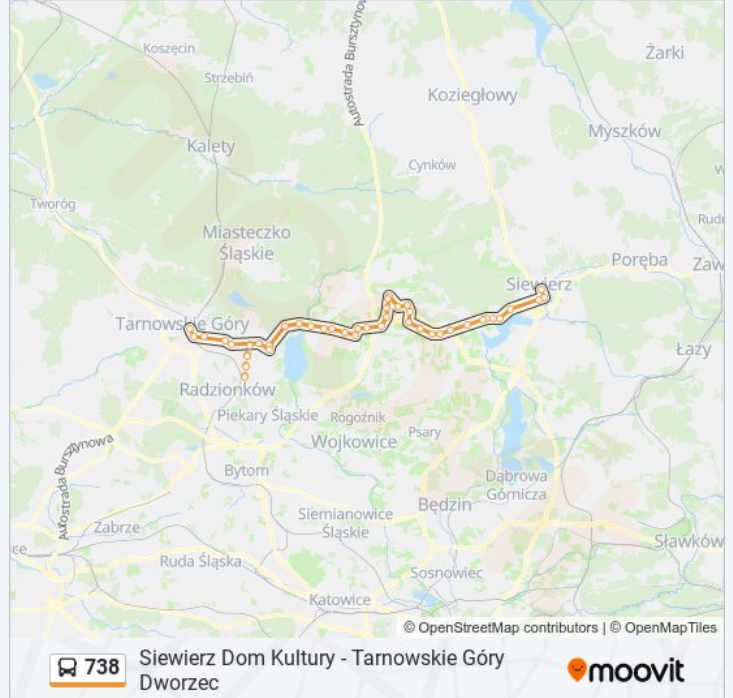 Koszęcin
Żarki
Strzebiń
Koziegłowy
Autostrada Bursztynow
Myszków
Kalety
Cynków
Tworóg
Rud
Miasteczko
Śląskie
Poręba
Zaw
Siewierz
Tarnowskie Góry
Łazy
Radzionków
Piekary Śląskie
Rogoźnik
Psary
Wojkowice
Autostrada Bursztynowa
Bytom
Dąbrowa
Górnicza
Siemianowice
Śląskie
Będzin
Zabrze
Sławków
rce
Ruda Śląska
Sosnowiec
Katowice
© OpenStreetMap contributors | © OpenMapTiles
738
Siewierz Dom Kultury - Tarnowskie Góry
Dworzec
moovit